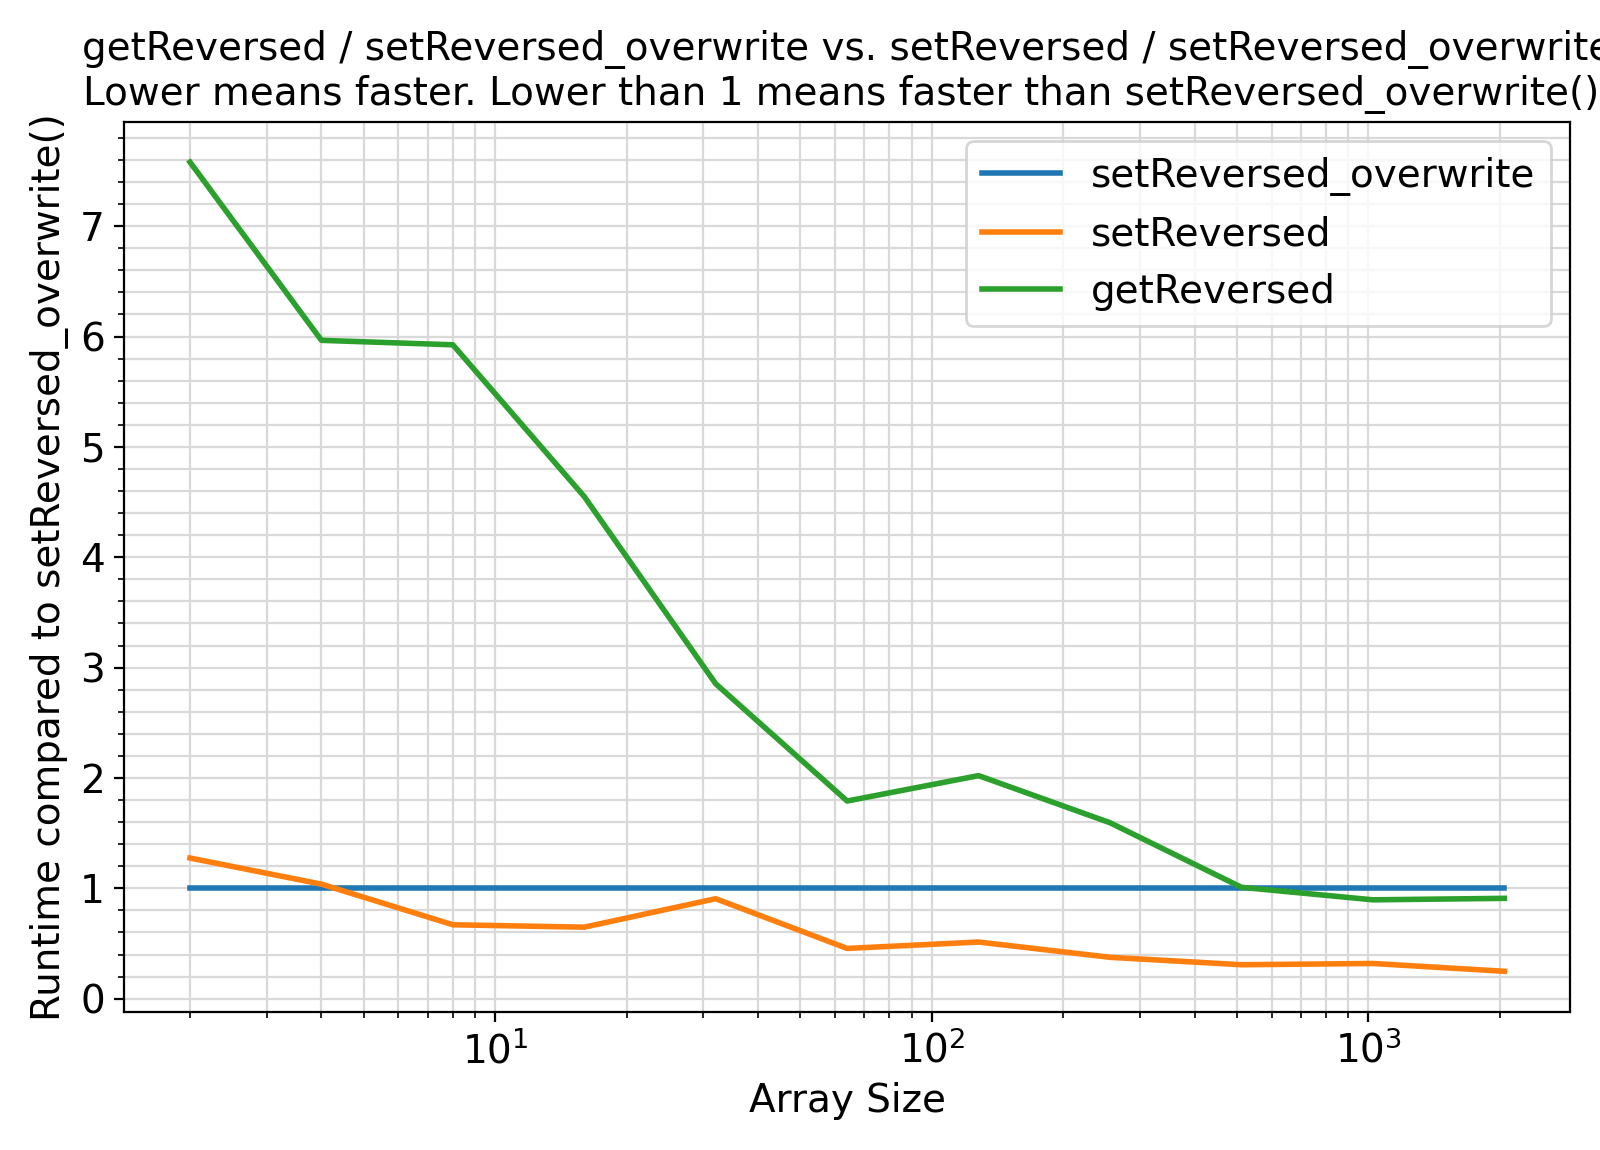 getReversed / setReversed_overwrite vs. setReversed / setReversed_overwrite
Lower means faster. Lower than 1 means faster than setReversed_overwrite()
Runtime compared to setReversed_overwrite()
setReversed_overwrite
setReversed
getReversed
7
6
5
4
3
2
1
0
10¹ 10² 10³
Array Size